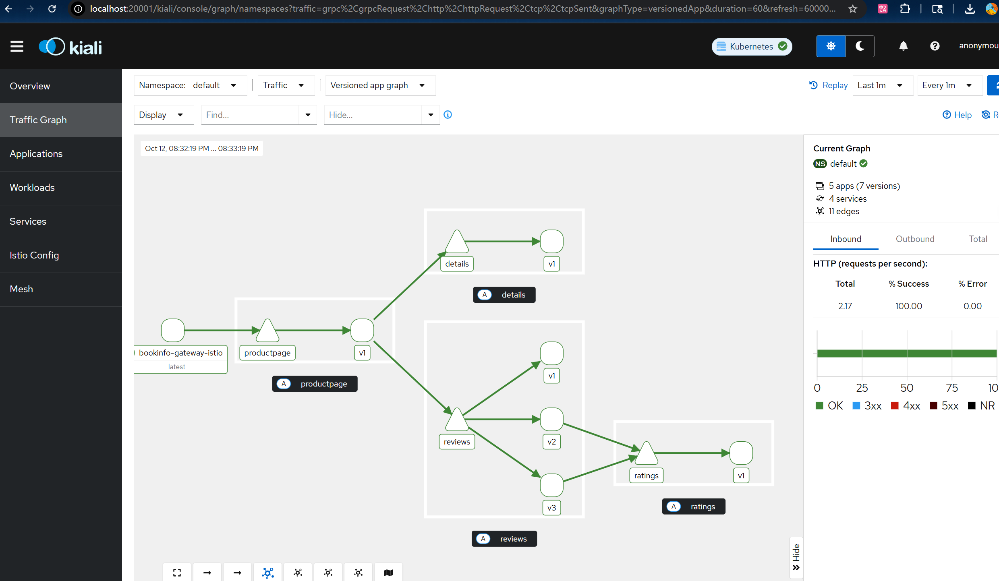 localhost:20001/kiali/console/graph/namespaces?traffic=grpc%2CgrpcRequest%2Chttp%2ChttpRequest%2Ctcp%2CtcpSent&graphType=versionedApp&duration=60&refresh=60000...
kiali
Kubernetes
anonymou
Overview
Traffic Graph
Applications
Workloads
Services
Istio Config
Mesh
Namespace: default
Traffic
Versioned app graph
Replay
Last 1m
Every 1m
Display
Find...
Hide...
Help
R
Oct 12, 08:32:19 PM ... 08:33:19 PM
details
v1
A details
bookinfo-gateway-istio
latest
productpage
v1
A productpage
v1
reviews
v2
v3
A reviews
ratings
v1
A ratings
Hide
Current Graph
NS default
5 apps (7 versions)
4 services
11 edges
Inbound Outbound Total
HTTP (requests per second):
Total % Success % Error
2.17 100.00 0.00
0 25 50 75 10
OK 3xx 4xx 5xx NR